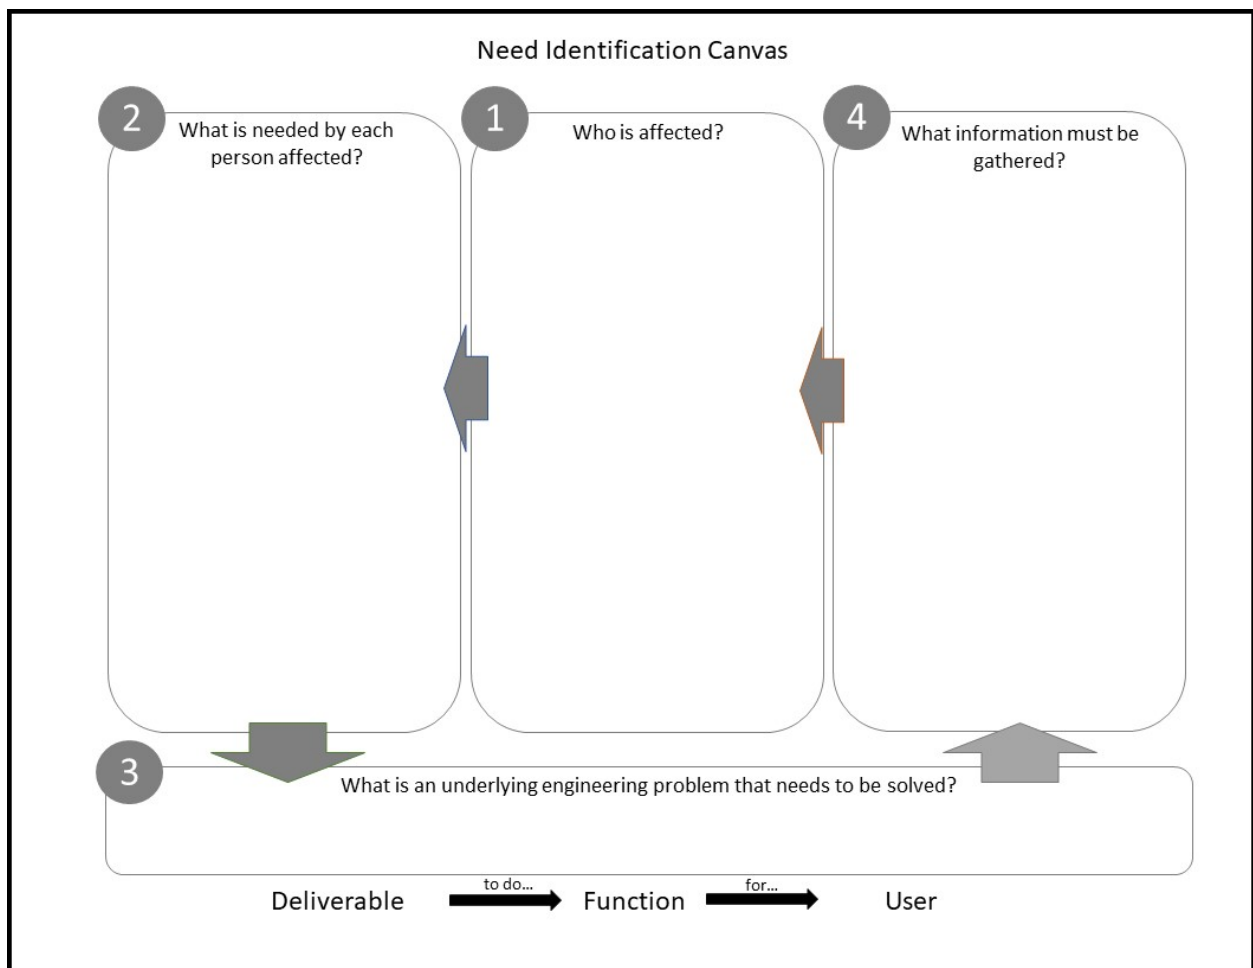 Need Identification Canvas
2
What is needed by each
person affected?
1
Who is affected?
4
What information must be
gathered?
3
What is an underlying engineering problem that needs to be solved?
Deliverable
to do...
Function
for...
User